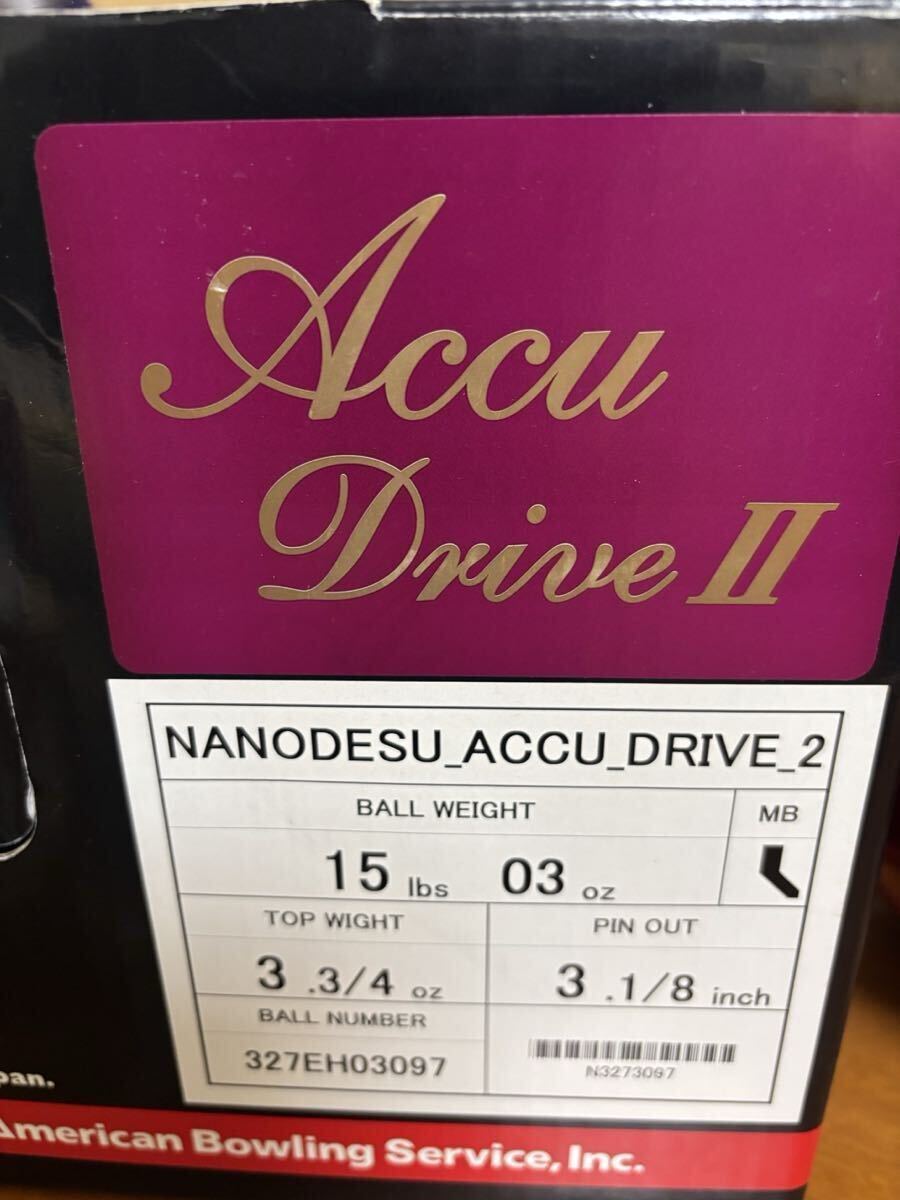 Accu
Drive II
NANODESU_ACCU_DRIVE_2
BALL WEIGHT
MB
15 lbs 03 oz
TOP WIGHT
PIN OUT
3 .3/4 oz
3 .1/8 inch
BALL NUMBER
327EH03097
N3273097
pan.
American Bowling Service, Inc.